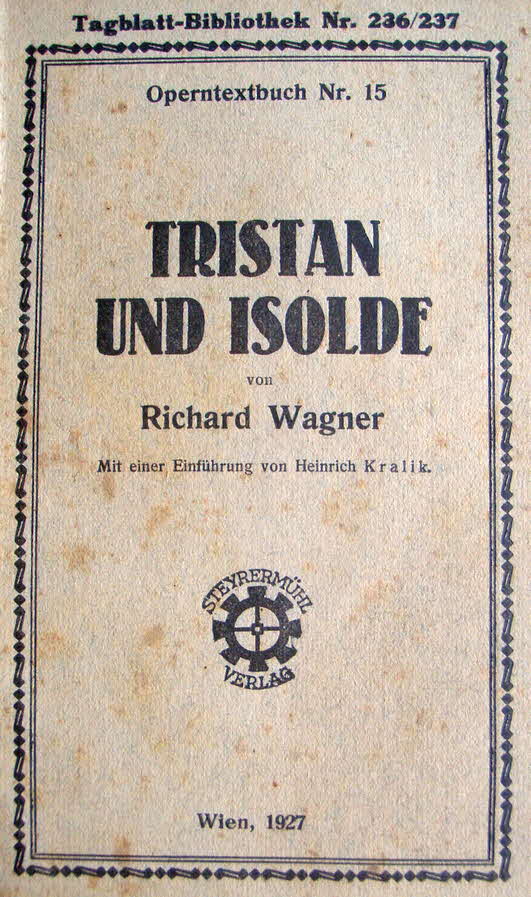 Tagblatt-Bibliothek Nr. 236/237
Operntextbuch Nr. 15
TRISTAN
UND ISOLDE
von
Richard Wagner
Mit einer Einführung von Heinrich Kralik.
STEYRERMÜHL
VERLAG
Wien, 1927